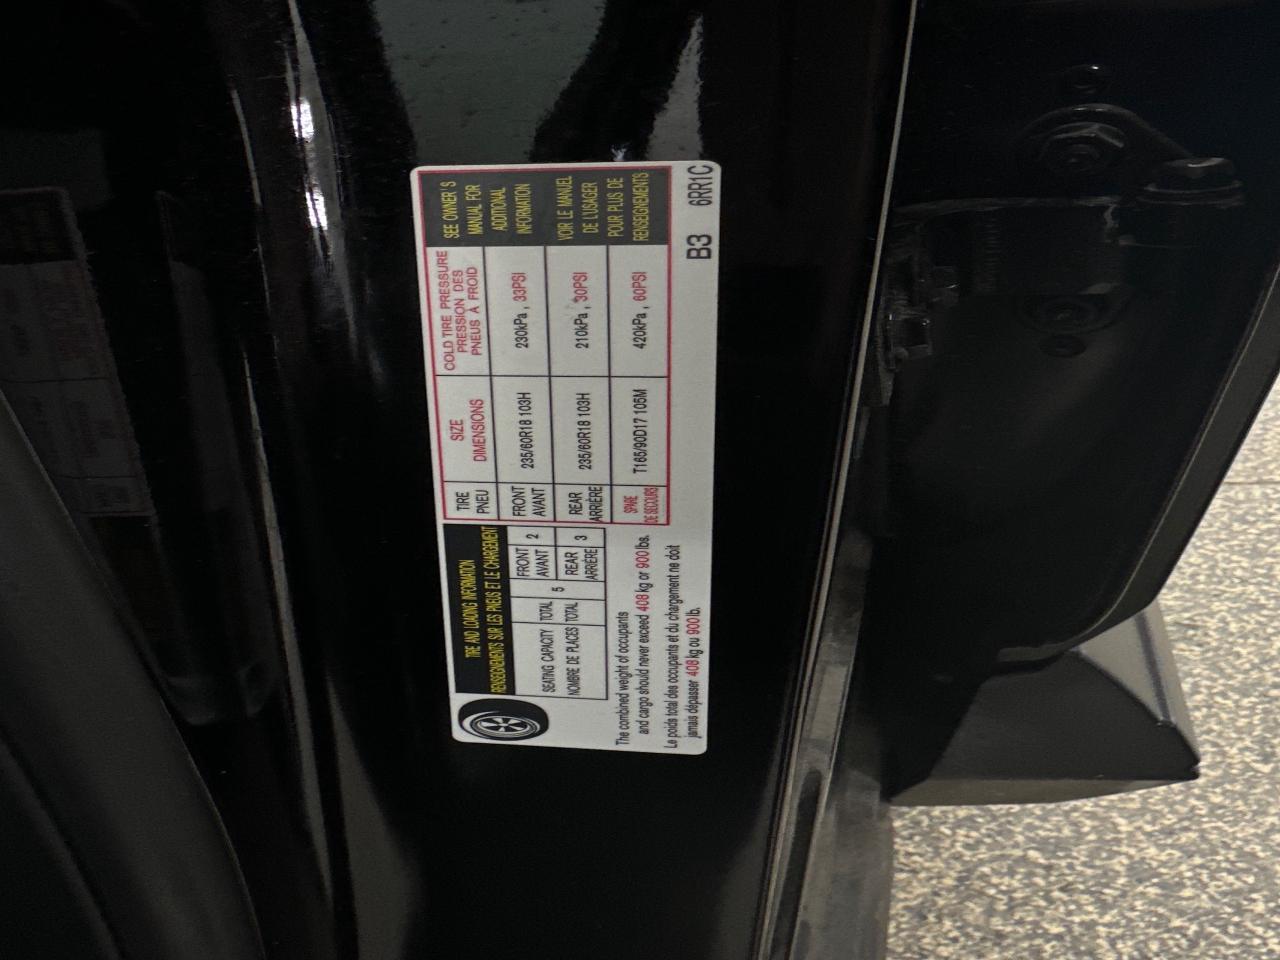 TIRE AND LOADING INFORMATION
RENSEIGNEMENTS SUR LES PNEUS ET LE CHARGEMENT
SEATING CAPACITY TOTAL 5 FRONT 2
NOMBRE DE PLACES TOTAL AVANT
REAR 3
ARRIÈRE
The combined weight of occupants
and cargo should never exceed 408 kg or 900 lbs.
Le poids total des occupants et du chargement ne doit
jamais dépasser 408 kg ou 900 lb.
TIRE SIZE COLD TIRE PRESSURE
PNEU DIMENSIONS PRESSION DES
PNEUS À FROID
FRONT 235/60R18 103H 230kPa , 33PSI
AVANT
REAR 235/60R18 103H 210kPa , 30PSI
ARRIÈRE
SPARE T165/90D17 105M 420kPa , 60PSI
DE SECOURS
SEE OWNER'S
MANUAL FOR
ADDITIONAL
INFORMATION
VOIR LE MANUEL
DE L'USAGER
POUR PLUS DE
RENSEIGNEMENTS
B3 6RR1C